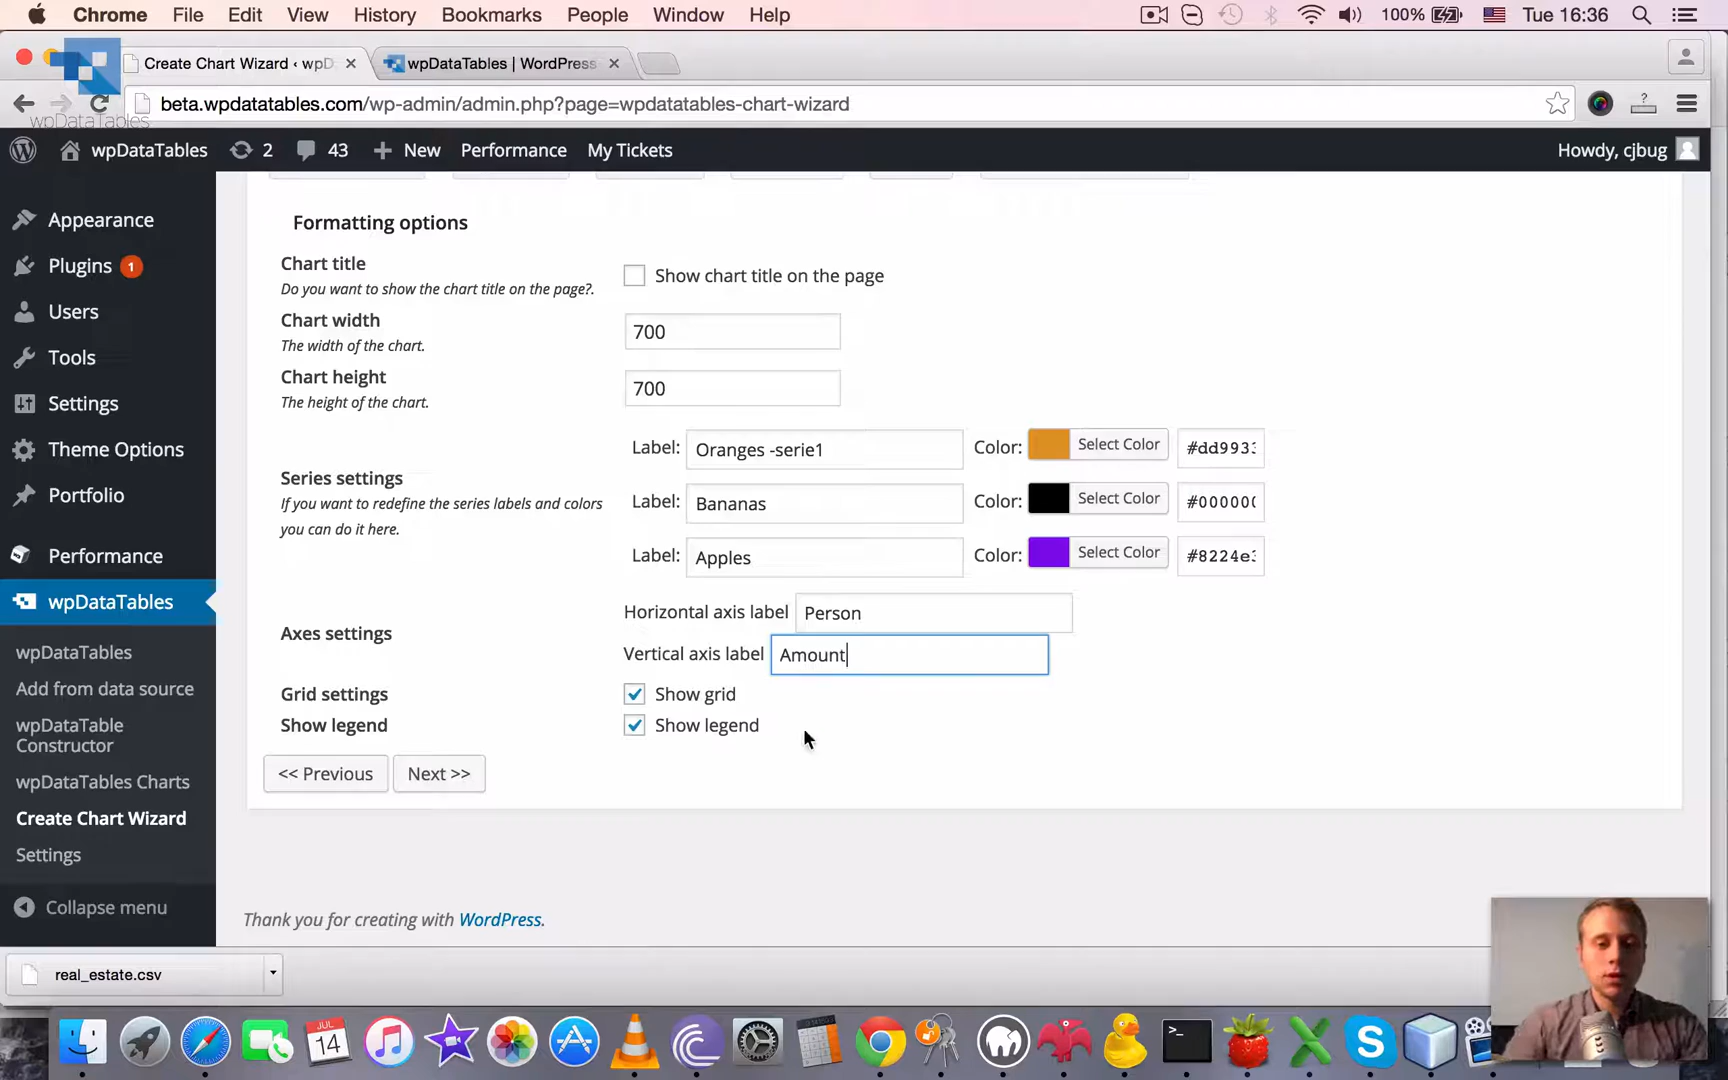 Chrome File Edit View History Bookmarks People Window Help 100% Tue 16:36
Create Chart Wizard ‹ wpD wpDataTables | WordPress
beta.wpdatatables.com/wp-admin/admin.php?page=wpdatatables-chart-wizard
wpDataTables
wpDataTables 2 43 New Performance My Tickets Howdy, cjbug
Appearance
Plugins 1
Users
Tools
Settings
Theme Options
Portfolio
Performance
wpDataTables
wpDataTables
Add from data source
wpDataTable
Constructor
wpDataTables Charts
Create Chart Wizard
Settings
Collapse menu
Formatting options
Chart title
Do you want to show the chart title on the page?.
Show chart title on the page
Chart width
The width of the chart.
700
Chart height
The height of the chart.
700
Series settings
If you want to redefine the series labels and colors
you can do it here.
Label: Oranges -serie1 Color: Select Color #dd993
Label: Bananas Color: Select Color #00000
Label: Apples Color: Select Color #8224e
Axes settings
Horizontal axis label Person
Vertical axis label Amount
Grid settings Show grid
Show legend Show legend
<< Previous Next >>
Thank you for creating with WordPress.
real_estate.csv
JUL
14